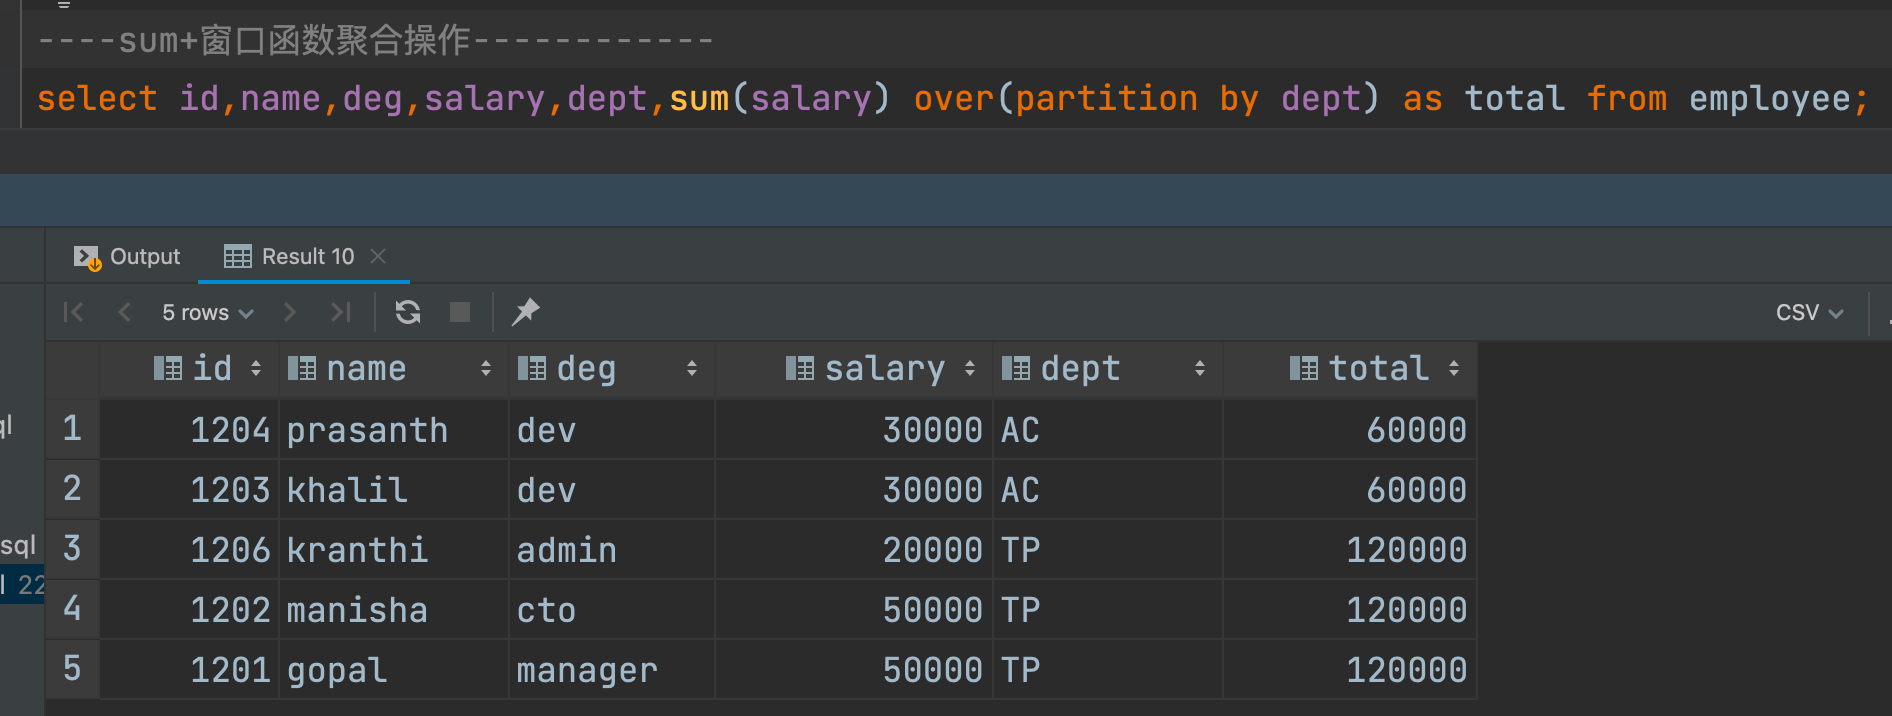 ----sum+窗口函数聚合操作------------
select id,name,deg,salary,dept,sum(salary) over(partition by dept) as total from employee;
Output Result 10
5 rows CSV
id name deg salary dept total
1 1204 prasanth dev 30000 AC 60000
2 1203 khalil dev 30000 AC 60000
3 1206 kranthi admin 20000 TP 120000
4 1202 manisha cto 50000 TP 120000
5 1201 gopal manager 50000 TP 120000
ql
sql
l 22